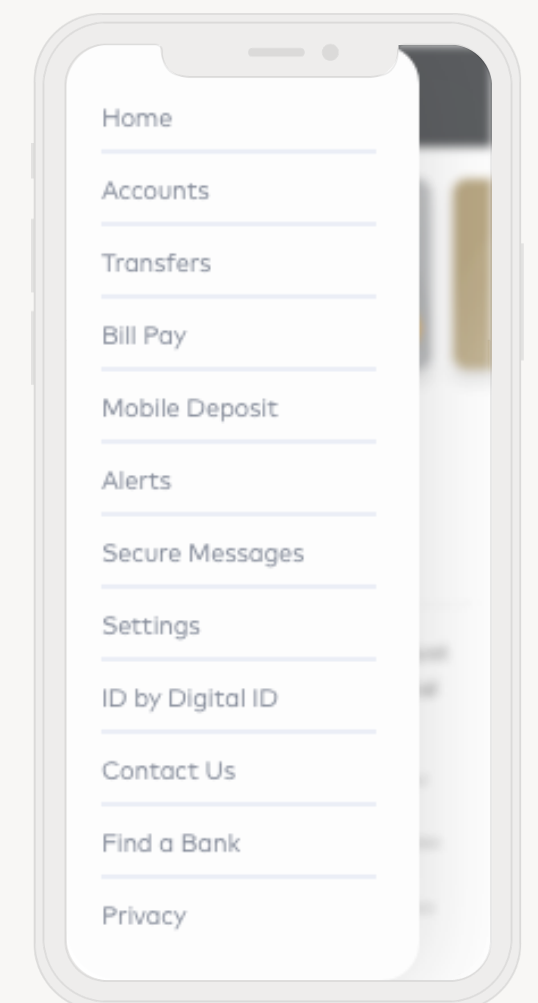 Home
Accounts
Transfers
Bill Pay
Mobile Deposit
Alerts
Secure Messages
Settings
ID by Digital ID
Contact Us
Find a Bank
Privacy